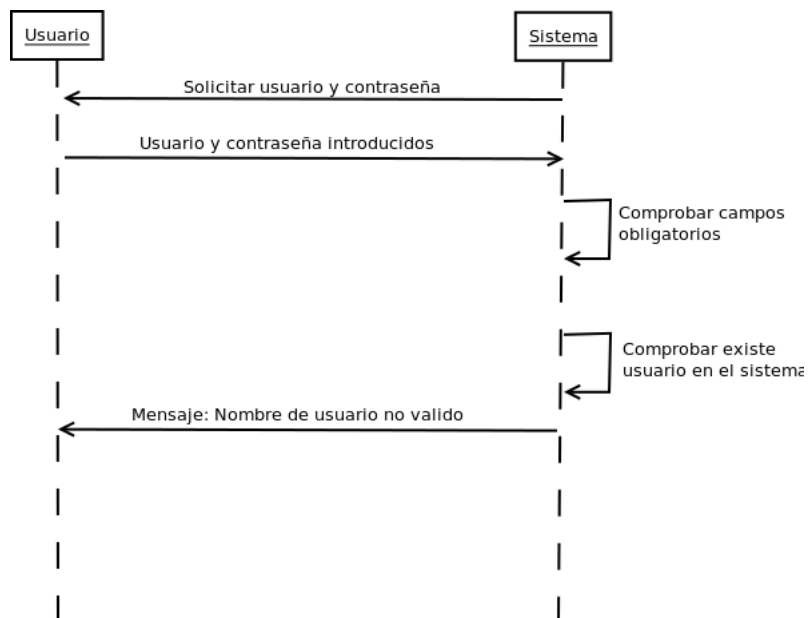 Usuario
Sistema
Solicitar usuario y contraseña
Usuario y contraseña introducidos
Comprobar campos
obligatorios
Comprobar existe
usuario en el sistema
Mensaje: Nombre de usuario no valido